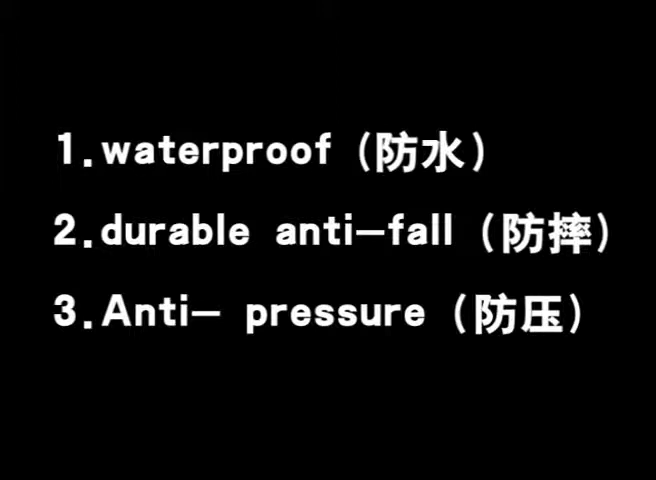 1.waterproof（防水）
2.durable anti-fall（防摔）
3.Anti- pressure（防压）